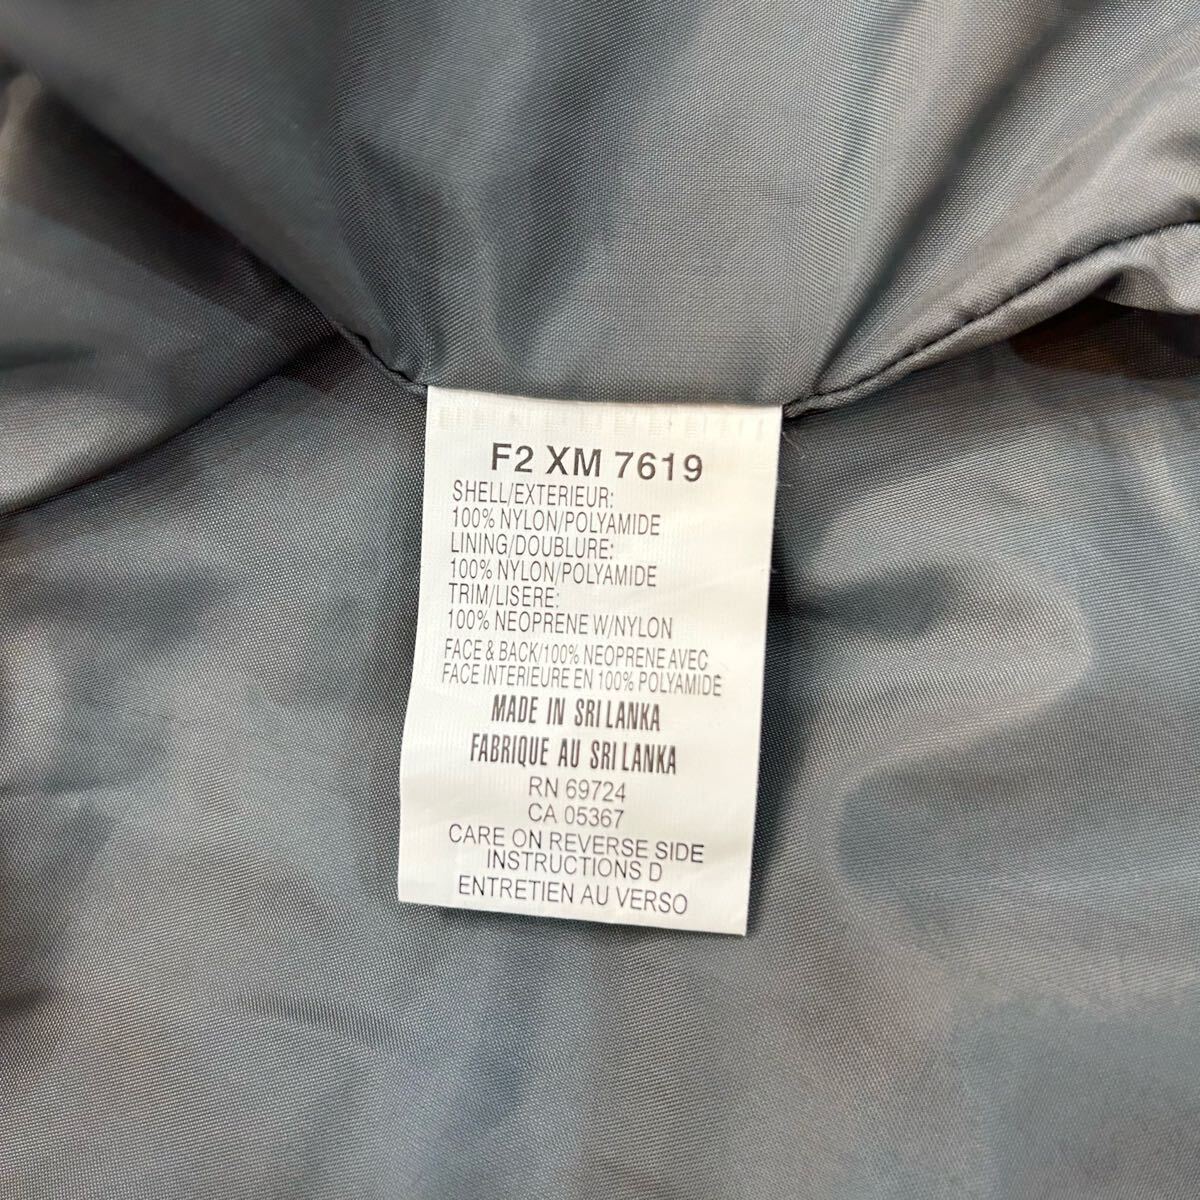 F2 XM 7619
SHELL/EXTERIEUR:
100% NYLON/POLYAMIDE
LINING/DOUBLURE:
100% NYLON/POLYAMIDE
TRIM/LISERE:
100% NEOPRENE W/NYLON
FACE & BACK/100% NEOPRENE AVEC
FACE INTERIEURE EN 100% POLYAMIDE
MADE IN SRI LANKA
FABRIQUE AU SRI LANKA
RN 69724
CA 05367
CARE ON REVERSE SIDE
INSTRUCTIONS D
ENTRETIEN AU VERSO